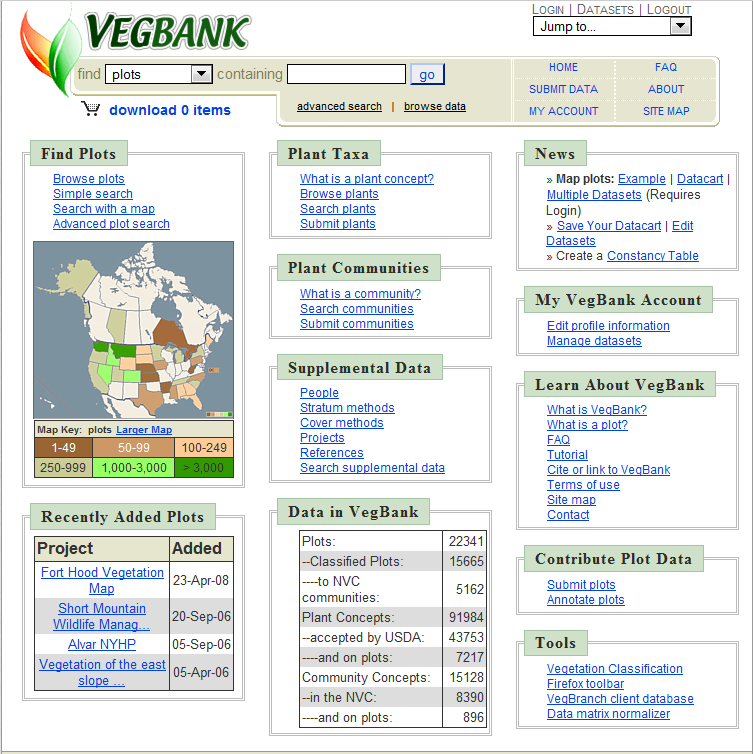 VEGBANK
LOGIN | DATASETS | LOGOUT
Jump to...
find plots containing go
HOME FAQ
SUBMIT DATA ABOUT
MY ACCOUNT SITE MAP
advanced search | browse data
download 0 items
Find Plots
Browse plots
Simple search
Search with a map
Advanced plot search
Map Key: plots Larger Map
1-49 50-99 100-249
250-999 1,000-3,000 > 3,000
Recently Added Plots
Project Added
Fort Hood Vegetation
Map
23-Apr-08
Short Mountain
Wildlife Manag...
20-Sep-06
Alvar NYHP 05-Sep-06
Vegetation of the east
slope ...
05-Apr-06
Plant Taxa
What is a plant concept?
Browse plants
Search plants
Submit plants
Plant Communities
What is a community?
Search communities
Submit communities
Supplemental Data
People
Stratum methods
Cover methods
Projects
References
Search supplemental data
Data in VegBank
Plots: 22341
--Classified Plots: 15665
----to NVC
communities:
5162
Plant Concepts: 91984
--accepted by USDA: 43753
----and on plots: 7217
Community Concepts: 15128
--in the NVC: 8390
----and on plots: 896
News
» Map plots: Example | Datacart |
Multiple Datasets (Requires
Login)
» Save Your Datacart | Edit
Datasets
» Create a Constancy Table
My VegBank Account
Edit profile information
Manage datasets
Learn About VegBank
What is VegBank?
What is a plot?
FAQ
Tutorial
Cite or link to VegBank
Terms of use
Site map
Contact
Contribute Plot Data
Submit plots
Annotate plots
Tools
Vegetation Classification
Firefox toolbar
VegBranch client database
Data matrix normalizer